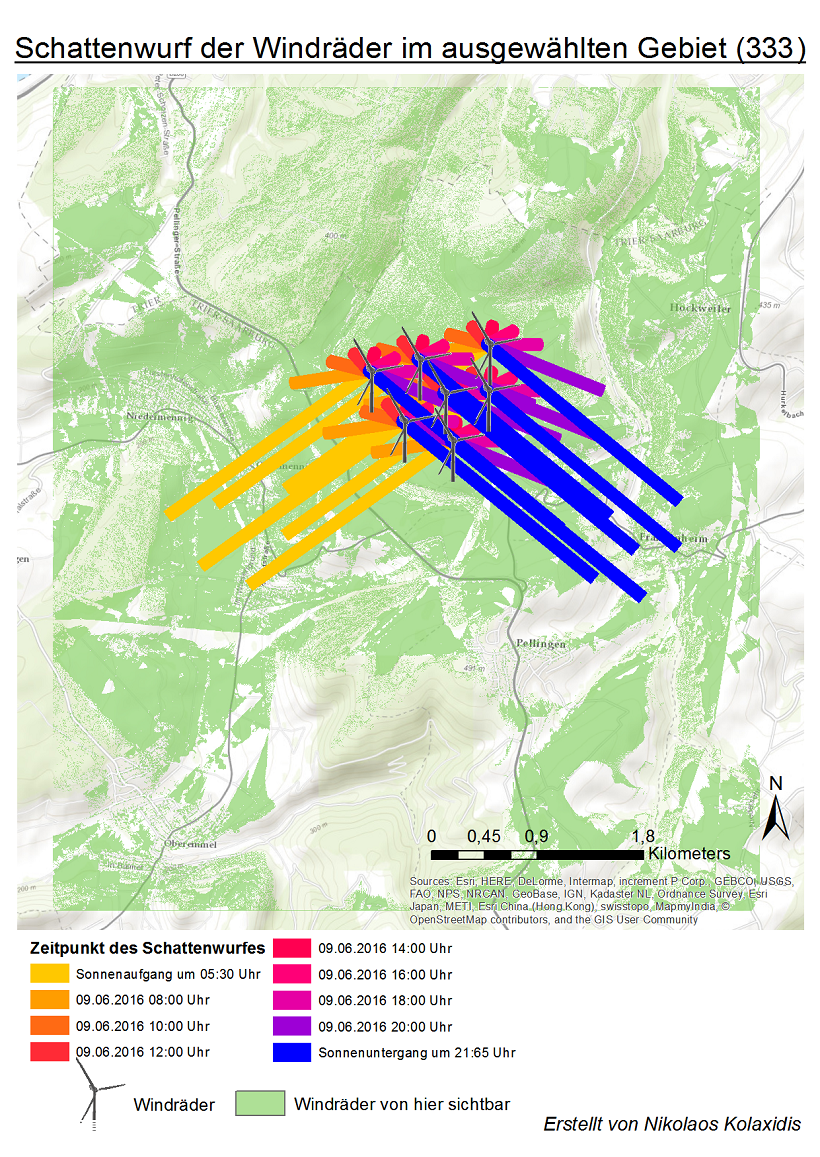 Schattenwurf der Windräder im ausgewählten Gebiet (333)
Pellinger-Straße
400 m
TRIER
TRIER-SAARBURG
TRIER-SAARBURG
Hockweiler
435 m
Niedermennig
Pellingen
491 m
300 m
Oberemmel
200 m
N
0 0,45 0,9 1,8
Kilometers
Sources: Esri, HERE, DeLorme, Intermap, increment P Corp., GEBCO, USGS,
FAO, NPS, NRCAN, GeoBase, IGN, Kadaster NL, Ordnance Survey, Esri
Japan, METI, Esri China (Hong Kong), swisstopo, MapmyIndia, ©
OpenStreetMap contributors, and the GIS User Community
Zeitpunkt des Schattenwurfes
Sonnenaufgang um 05:30 Uhr
09.06.2016 08:00 Uhr
09.06.2016 10:00 Uhr
09.06.2016 12:00 Uhr
09.06.2016 14:00 Uhr
09.06.2016 16:00 Uhr
09.06.2016 18:00 Uhr
09.06.2016 20:00 Uhr
Sonnenuntergang um 21:65 Uhr
Windräder
Windräder von hier sichtbar
Erstellt von Nikolaos Kolaxidis